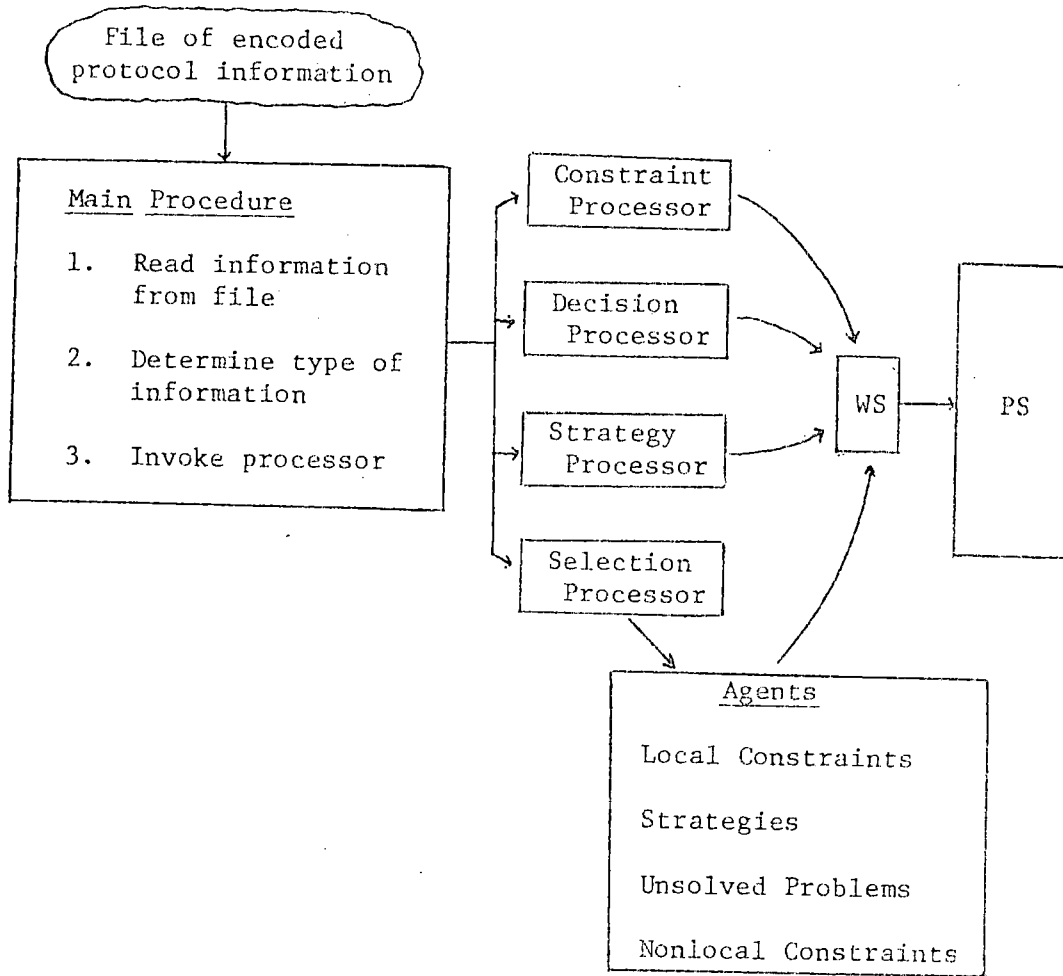 File of encoded
protocol information
Main Procedure
1. Read information
from file
2. Determine type of
information
3. Invoke processor
Constraint
Processor
Decision
Processor
Strategy
Processor
Selection
Processor
WS
PS
Agents
Local Constraints
Strategies
Unsolved Problems
Nonlocal Constraints